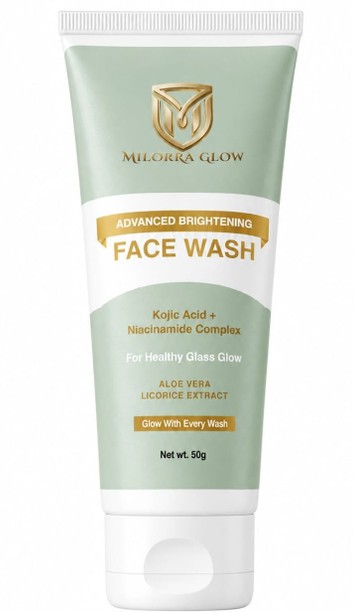 MILORRA GLOW
ADVANCED BRIGHTENING
FACE WASH
Kojic Acid +
Niacinamide Complex
For Healthy Glass Glow
ALOE VERA
LICORICE EXTRACT
Glow With Every Wash
Net wt. 50g